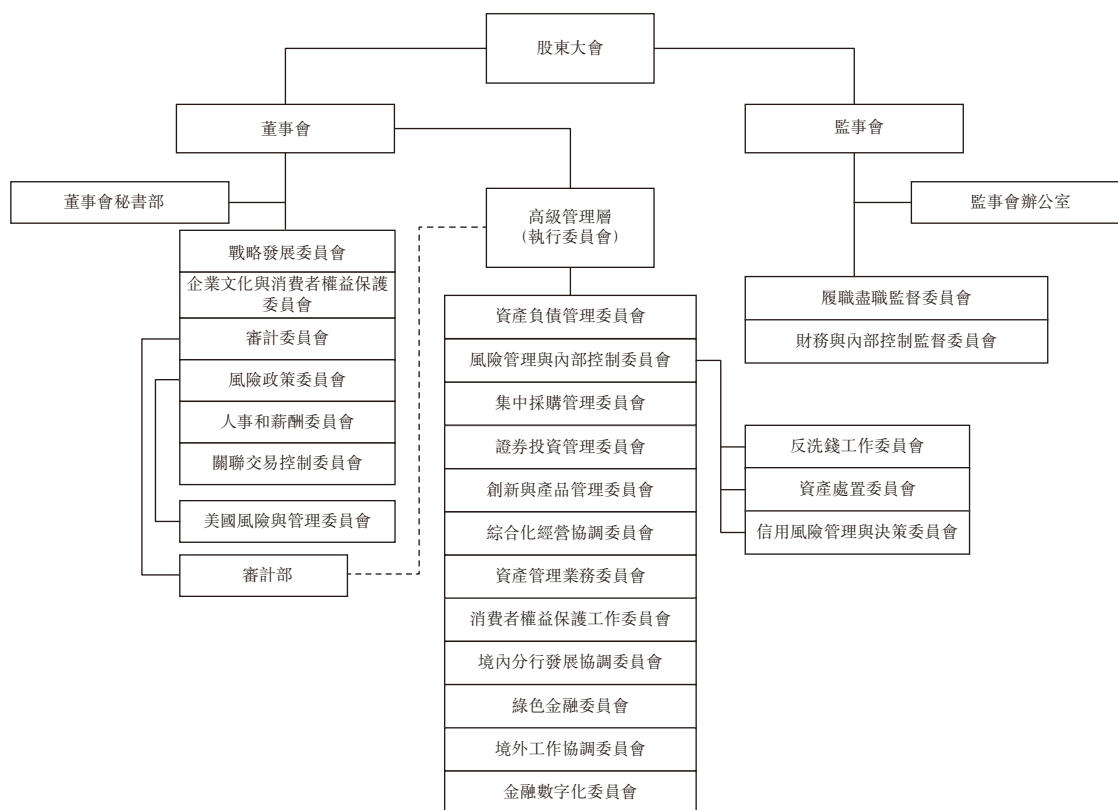 股東大會
董事會
監事會
董事會秘書部
監事會辦公室
高級管理層
(執行委員會)
戰略發展委員會
企業文化與消費者權益保護
委員會
審計委員會
風險政策委員會
人事和薪酬委員會
關聯交易控制委員會
美國風險與管理委員會
審計部
資產負債管理委員會
風險管理與內部控制委員會
集中採購管理委員會
證券投資管理委員會
創新與產品管理委員會
綜合化經營協調委員會
資產管理業務委員會
消費者權益保護工作委員會
境內分行發展協調委員會
綠色金融委員會
境外工作協調委員會
金融數字化委員會
反洗錢工作委員會
資產處置委員會
信用風險管理與決策委員會
履職盡職監督委員會
財務與內部控制監督委員會